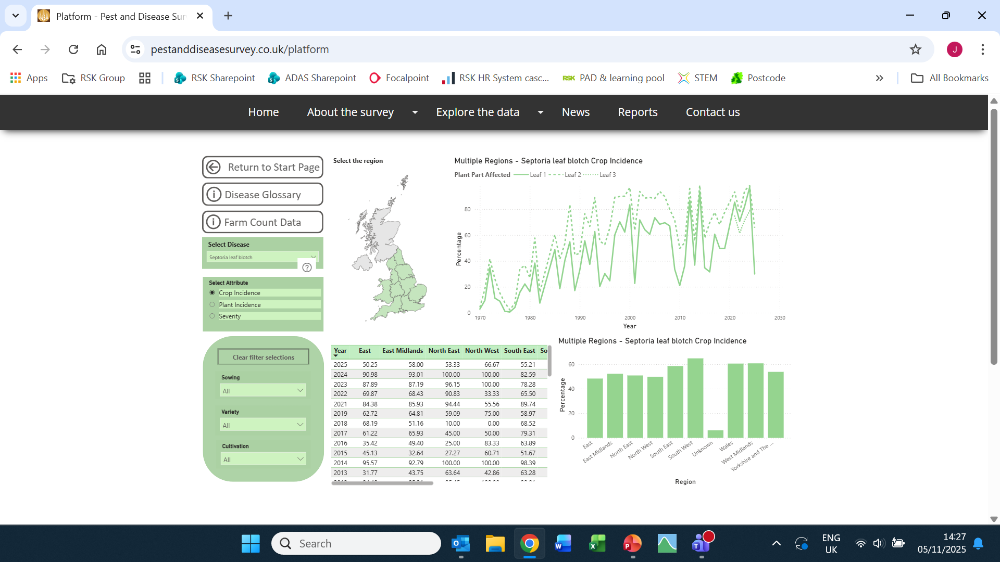 Platform - Pest and Disease Sur
pestanddiseasesurvey.co.uk/platform
J
Apps RSK Group RSK Sharepoint ADAS Sharepoint Focalpoint RSK HR System casc... RSK PAD & learning pool STEM Postcode All Bookmarks
Home About the survey Explore the data News Reports Contact us
Return to Start Page
Disease Glossary
Farm Count Data
Select Disease
Septoria leaf blotch
Select Attribute
Crop Incidence
Plant Incidence
Severity
Clear filter selections
Sowing
All
Variety
All
Cultivation
All
Select the region
Multiple Regions - Septoria leaf blotch Crop Incidence
Plant Part Affected Leaf 1 Leaf 2 Leaf 3
Percentage
80
60
40
20
0
1970 1980 1990 2000 2010 2020 2030
Year
Year East East Midlands North East North West South East So
2025 50.25 58.00 53.33 66.67 55.21
2024 90.98 93.01 100.00 100.00 82.59
2023 87.89 87.19 96.15 100.00 78.28
2022 69.87 68.43 90.83 33.33 65.50
2021 84.38 85.93 94.44 55.56 89.74
2019 62.72 64.81 59.09 75.00 58.97
2018 68.19 51.16 10.00 0.00 68.52
2017 61.22 65.93 45.00 50.00 79.31
2016 35.42 49.40 25.00 83.33 63.89
2015 45.13 32.64 27.27 60.71 51.67
2014 95.57 92.79 100.00 100.00 98.39
2013 31.77 43.75 63.64 42.86 63.28
Multiple Regions - Septoria leaf blotch Crop Incidence
Percentage
60
40
20
0
East East Midlands North East North West South East South West Unknown Wales West Midlands Yorkshire and The ...
Region
Search
ENG
UK
14:27
05/11/2025